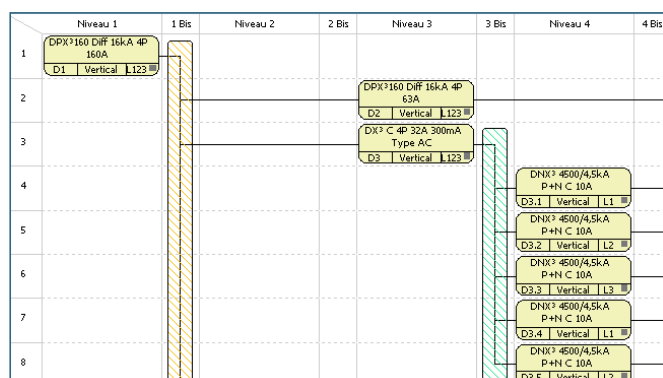 Niveau 1 1 Bis Niveau 2 2 Bis Niveau 3 3 Bis Niveau 4 4 Bis
1
DPX³160 Diff 16kA 4P
160A
D1 Vertical L123
2
DPX³160 Diff 16kA 4P
63A
D2 Vertical L123
3
DX³ C 4P 32A 300mA
Type AC
D3 Vertical L123
4
DNX³ 4500/4,5kA
P+N C 10A
D3.1 Vertical L1
5
DNX³ 4500/4,5kA
P+N C 10A
D3.2 Vertical L2
6
DNX³ 4500/4,5kA
P+N C 10A
D3.3 Vertical L3
7
DNX³ 4500/4,5kA
P+N C 10A
D3.4 Vertical L1
8
DNX³ 4500/4,5kA
P+N C 10A
D3.5 Vertical L2